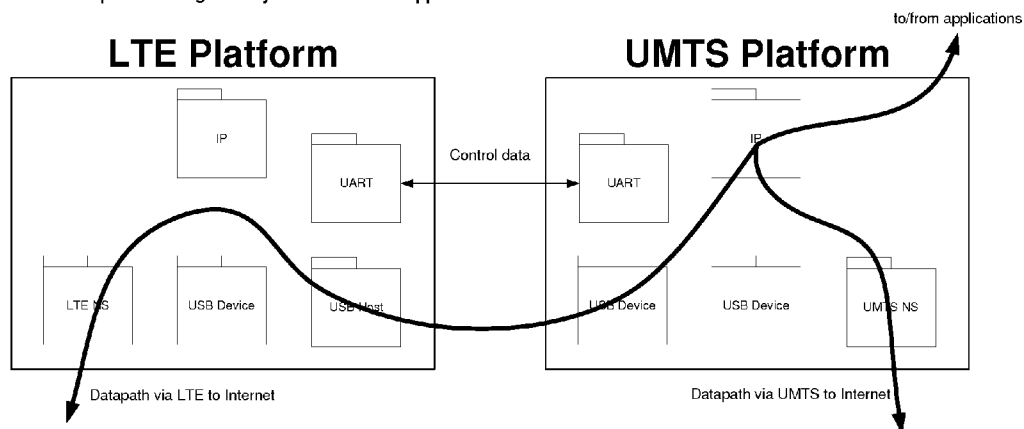 to/from applications
LTE Platform
UMTS Platform
IP
IP
UART
Control data
UART
LTE NS
USB Device
USB Host
USB Device
USB Device
UMTS NS
Datapath via LTE to Internet
Datapath via UMTS to Internet